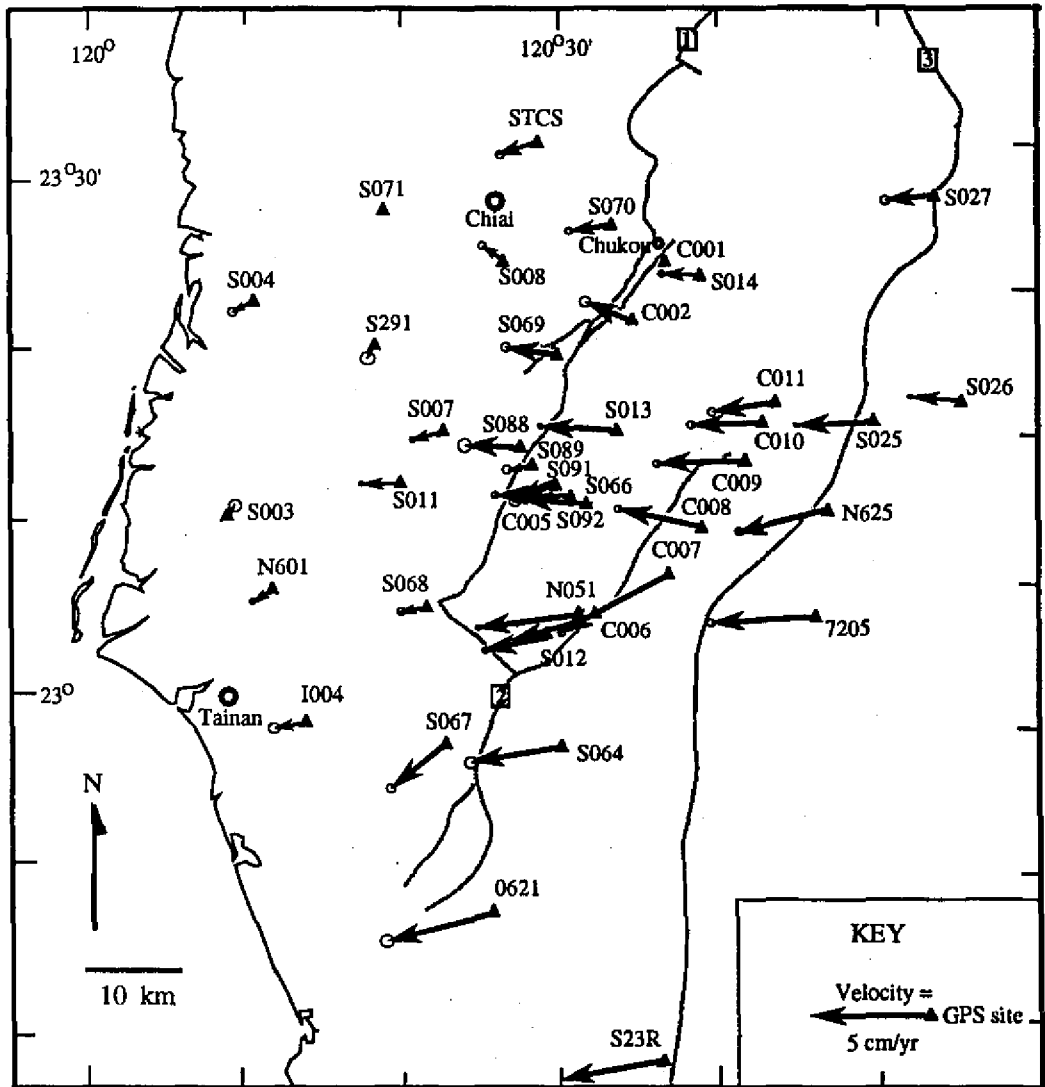 120°
120°30'
1
3
STCS
23°30'
S071
S027
Chiai
S070
Chukou
C001
S008
S014
S004
C002
S291
S069
C011
S026
S007
S088
S013
C010
S025
S089
S091
C009
S011
S066
S003
C005
S092
C008
N625
C007
N601
S068
N051
C006
7205
S012
23°
2
Tainan
I004
S067
S064
N
0621
KEY
10 km
Velocity =
GPS site
5 cm/yr
S23R